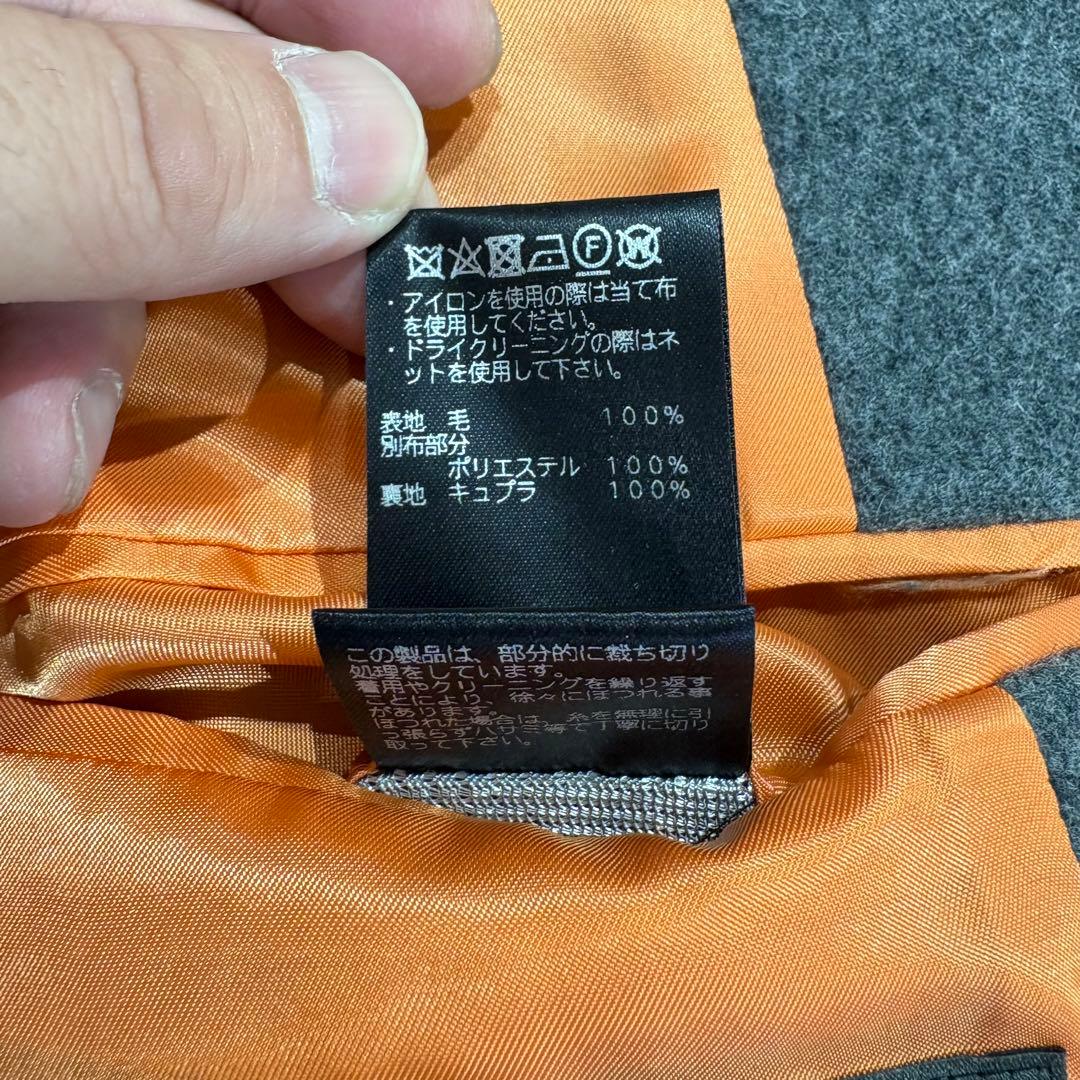 F W
・アイロンを使用の際は当て布
を使用してください。
・ドライクリーニングの際はネ
ットを使用して下さい。
表地 毛 100%
別布部分
ポリエステル 100%
裏地 キュプラ 100%
この製品は、部分的に裁ち切り
処理をしています。
着用やクリーニングを繰り返す
ことにより、徐々にほつれる事
があります。
ほつれた場合は、糸を無理に引
っ張らずハサミ等で丁寧に切り
取って下さい。